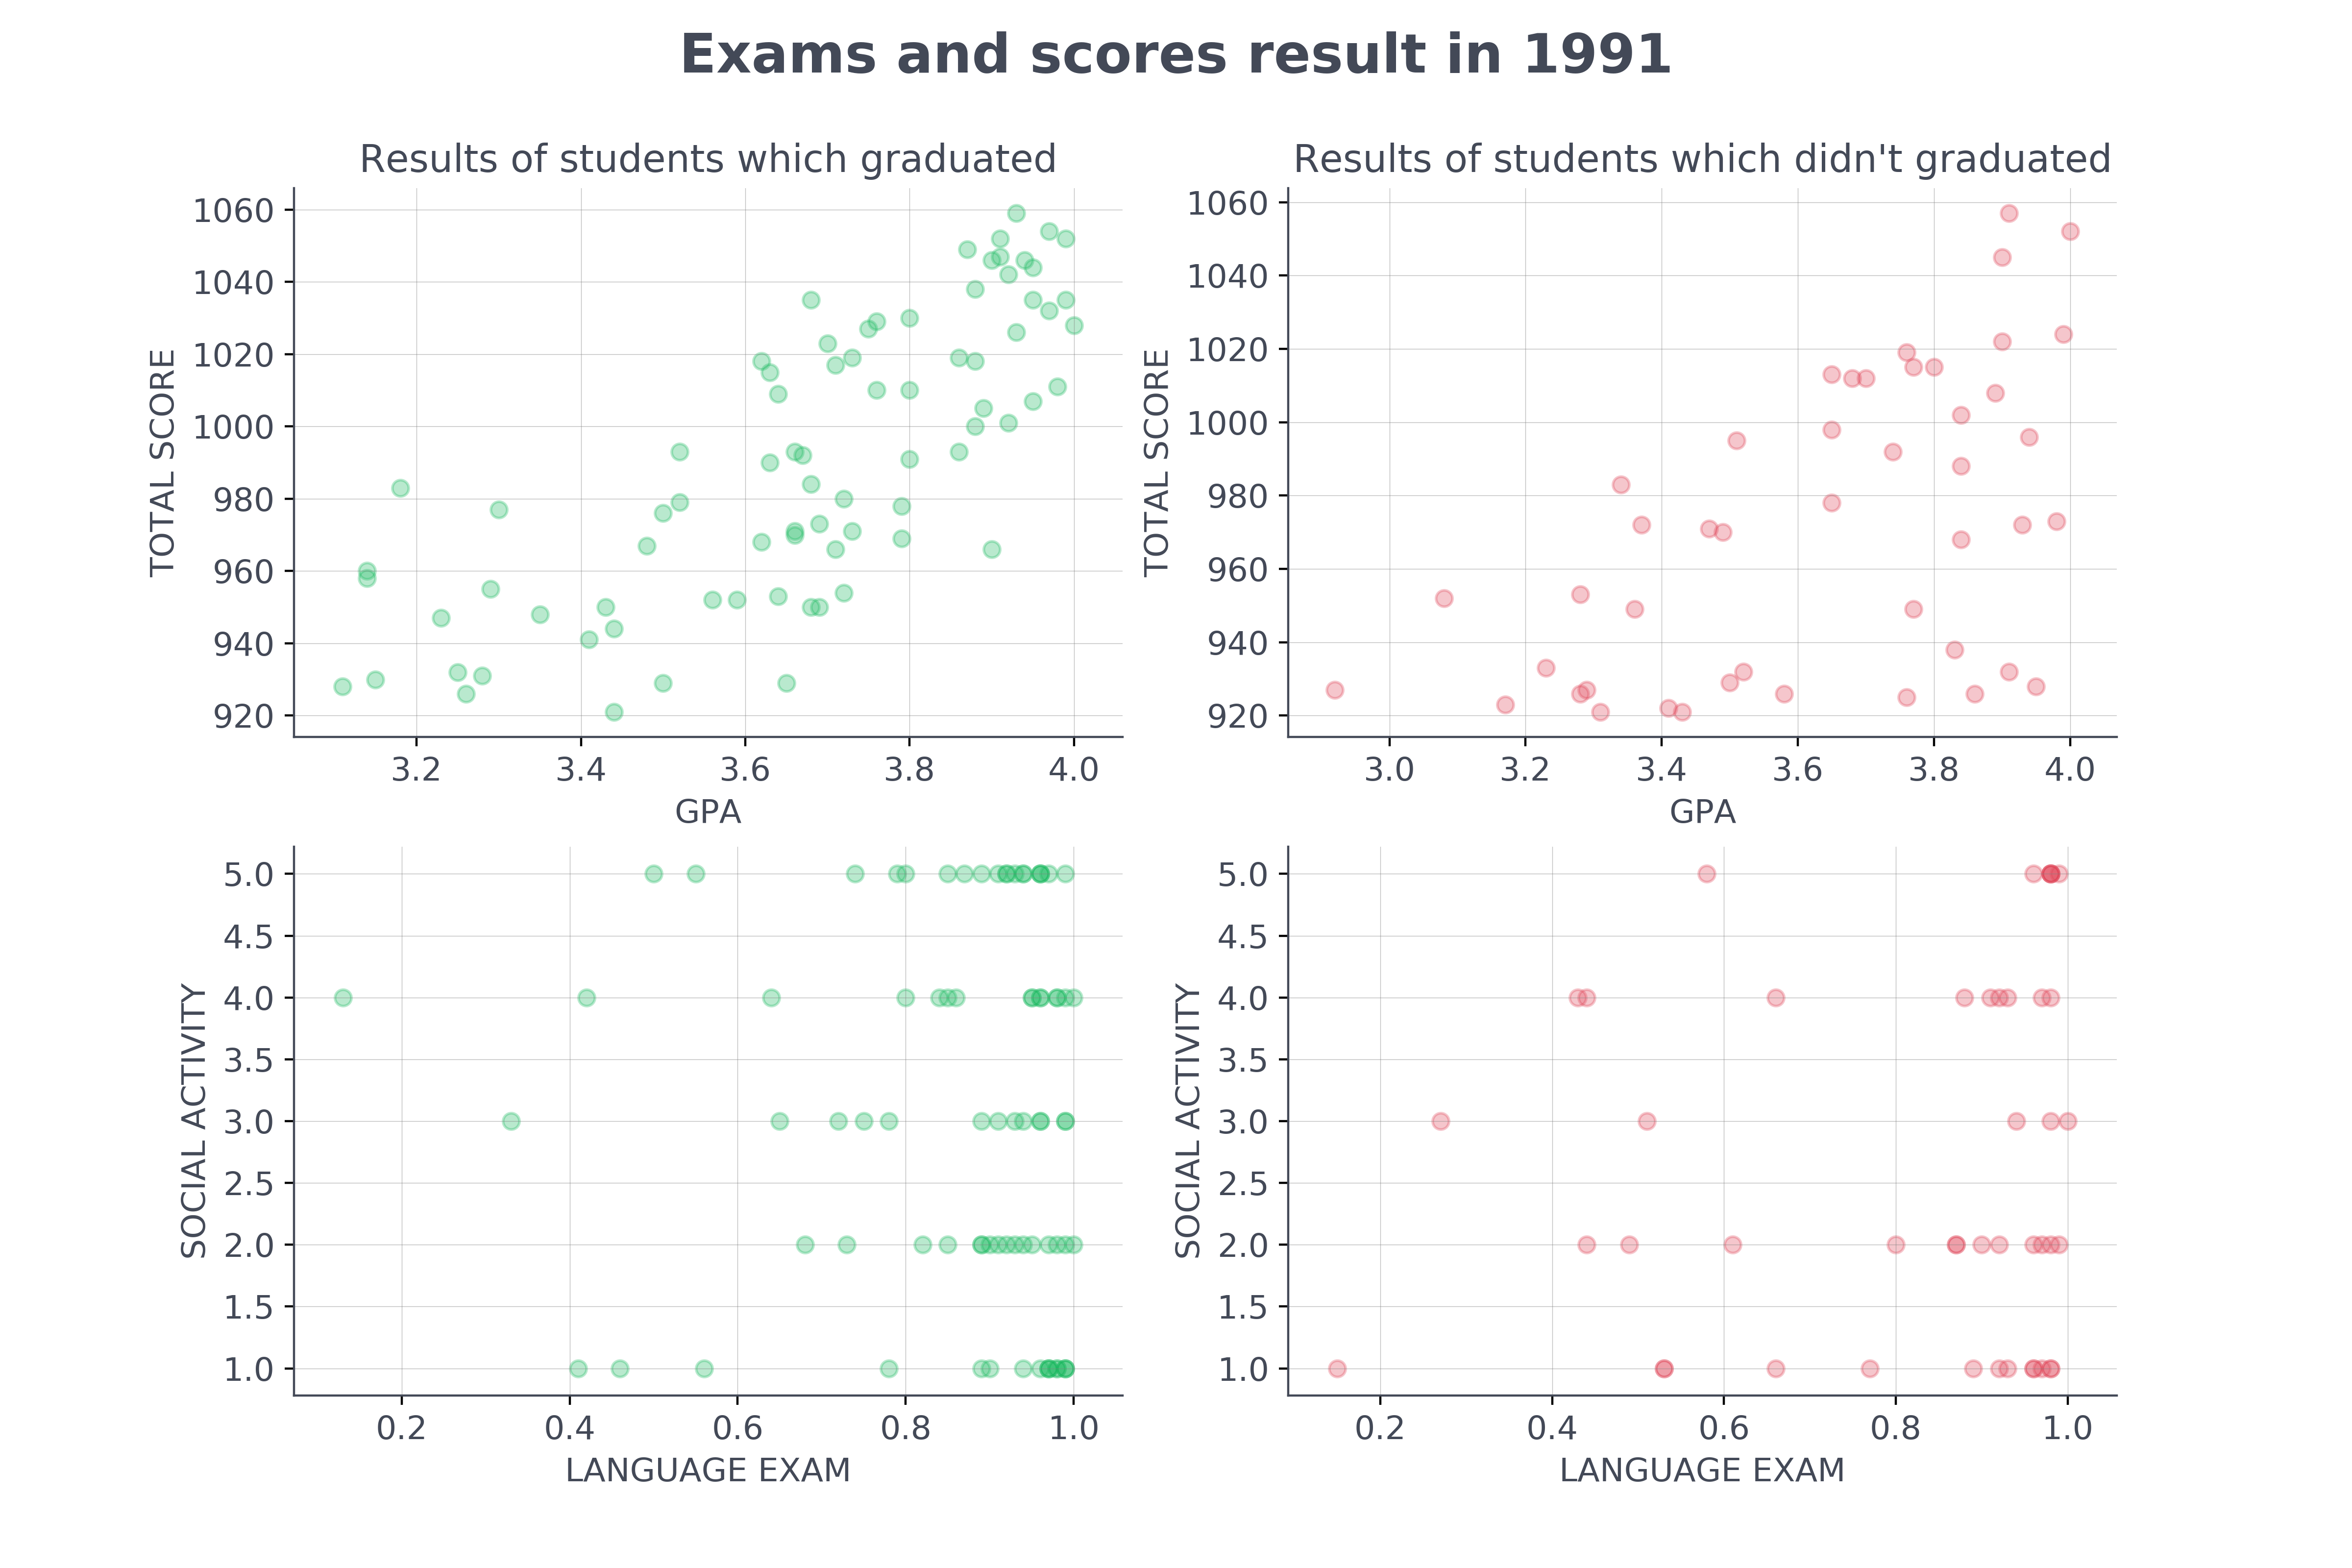 Exams and scores result in 1991
Results of students which graduated
1060
1040
1020
1000
980
960
940
920
TOTAL SCORE
3.2 3.4 3.6 3.8 4.0
GPA
Results of students which didn't graduated
1060
1040
1020
1000
980
960
940
920
TOTAL SCORE
3.0 3.2 3.4 3.6 3.8 4.0
GPA
5.0
4.5
4.0
3.5
3.0
2.5
2.0
1.5
1.0
SOCIAL ACTIVITY
0.2 0.4 0.6 0.8 1.0
LANGUAGE EXAM
5.0
4.5
4.0
3.5
3.0
2.5
2.0
1.5
1.0
SOCIAL ACTIVITY
0.2 0.4 0.6 0.8 1.0
LANGUAGE EXAM